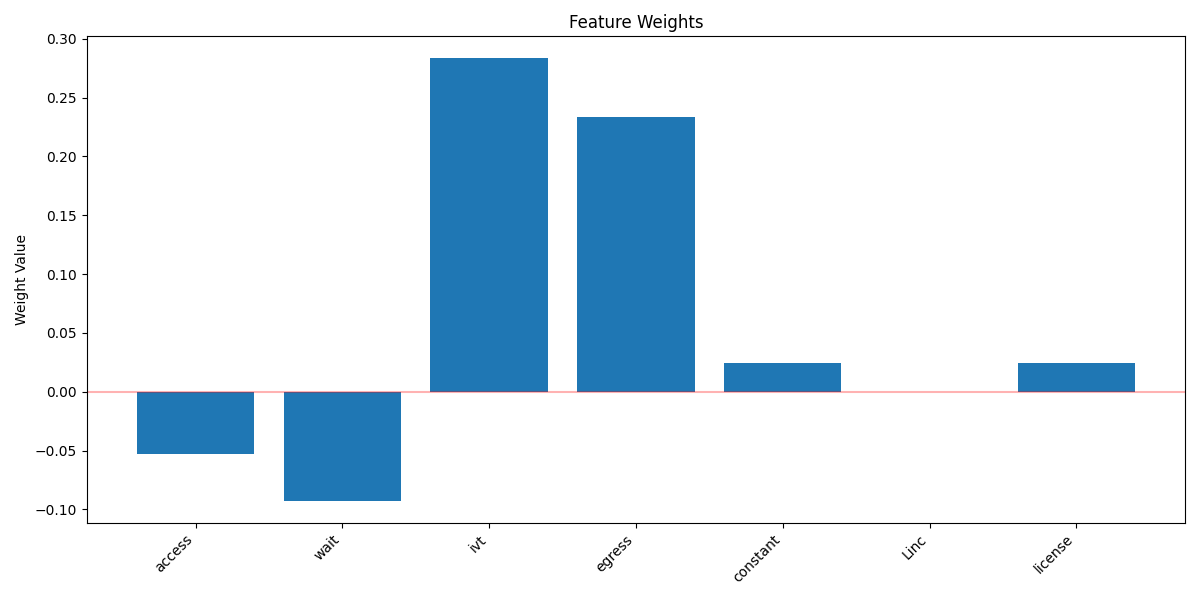 Feature Weights
Weight Value
0.30
0.25
0.20
0.15
0.10
0.05
0.00
−0.05
−0.10
access
wait
ivt
egress
constant
Linc
license